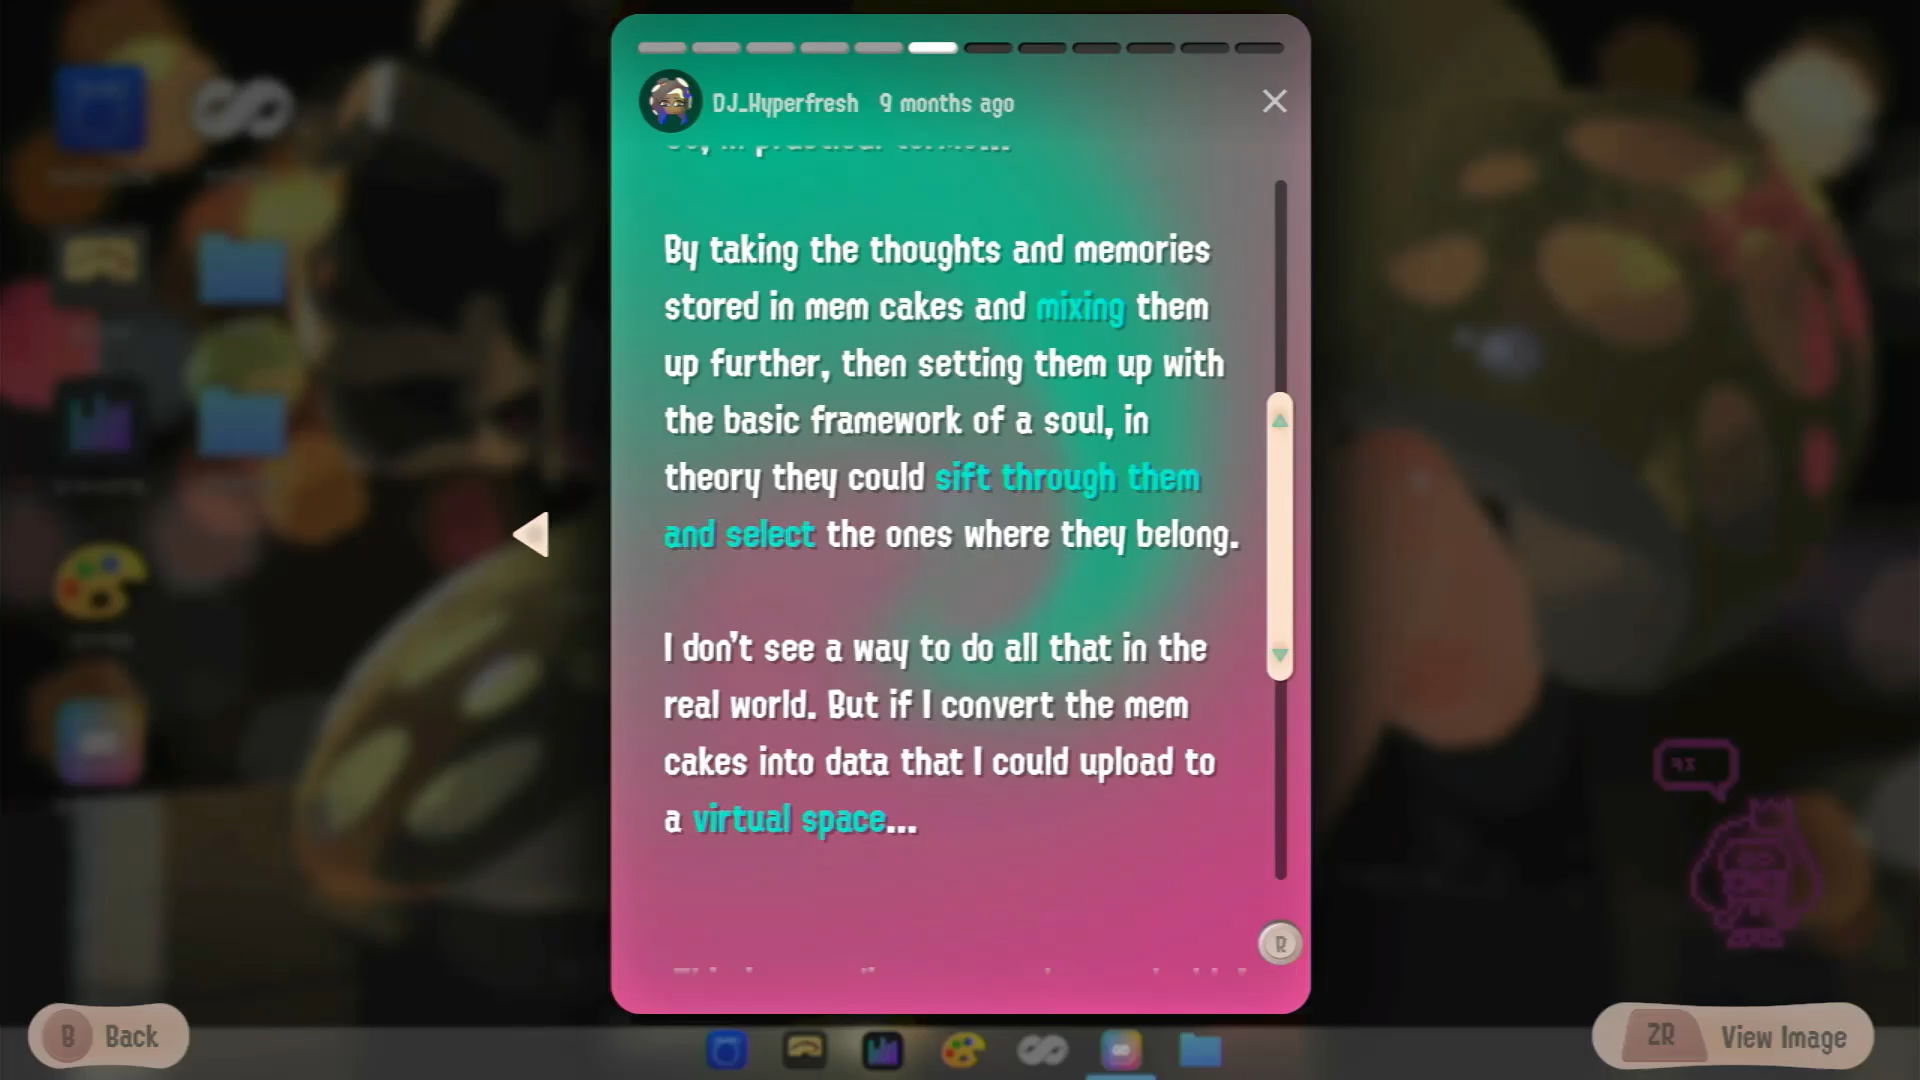 DJ_Hyperfresh 9 months ago
By taking the thoughts and memories
stored in mem cakes and mixing them
up further, then setting them up with
the basic framework of a soul, in
theory they could sift through them
and select the ones where they belong.
I don't see a way to do all that in the
real world. But if I convert the mem
cakes into data that I could upload to
a virtual space...
R
B Back
ZR View Image